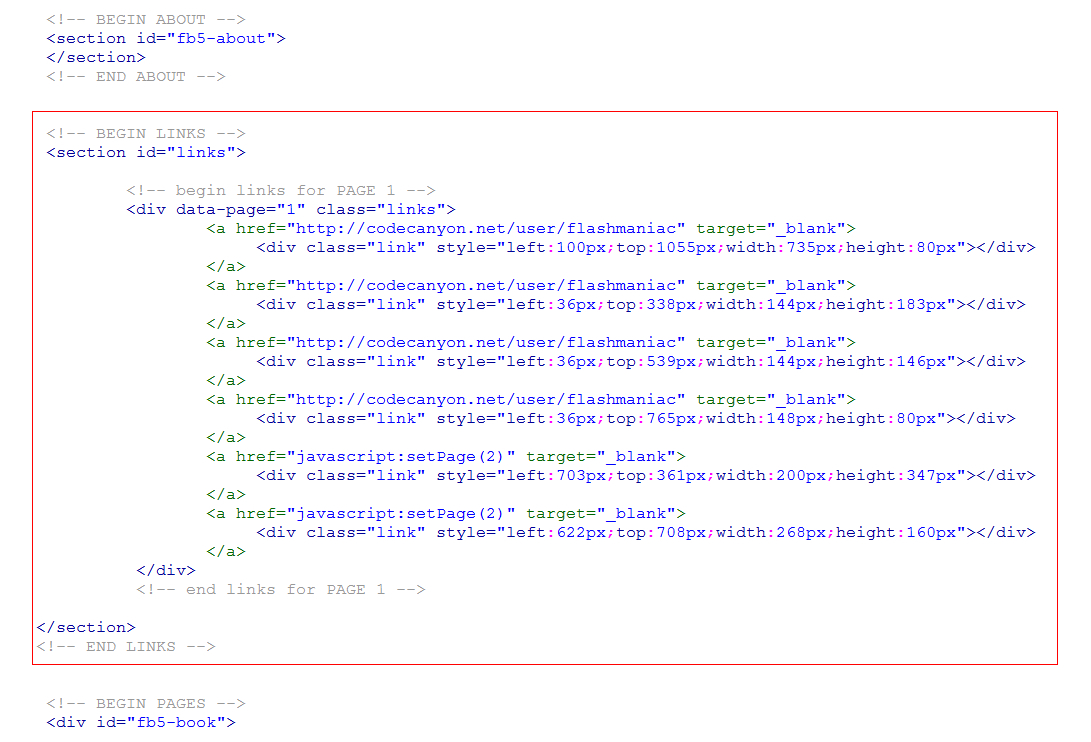 <!-- BEGIN ABOUT -->
<section id="fb5-about">
</section>
<!-- END ABOUT -->
<!-- BEGIN LINKS -->
<section id="links">
<!-- begin links for PAGE 1 -->
<div data-page="1" class="links">
<a href="http://codecanyon.net/user/flashmaniac" target="_blank">
<div class="link" style="left:100px;top:1055px;width:735px;height:80px"></div>
</a>
<a href="http://codecanyon.net/user/flashmaniac" target="_blank">
<div class="link" style="left:36px;top:338px;width:144px;height:183px"></div>
</a>
<a href="http://codecanyon.net/user/flashmaniac" target="_blank">
<div class="link" style="left:36px;top:539px;width:144px;height:146px"></div>
</a>
<a href="http://codecanyon.net/user/flashmaniac" target="_blank">
<div class="link" style="left:36px;top:765px;width:148px;height:80px"></div>
</a>
<a href="javascript:setPage(2)" target="_blank">
<div class="link" style="left:703px;top:361px;width:200px;height:347px"></div>
</a>
<a href="javascript:setPage(2)" target="_blank">
<div class="link" style="left:622px;top:708px;width:268px;height:160px"></div>
</a>
</div>
<!-- end links for PAGE 1 -->
</section>
<!-- END LINKS -->
<!-- BEGIN PAGES -->
<div id="fb5-book">